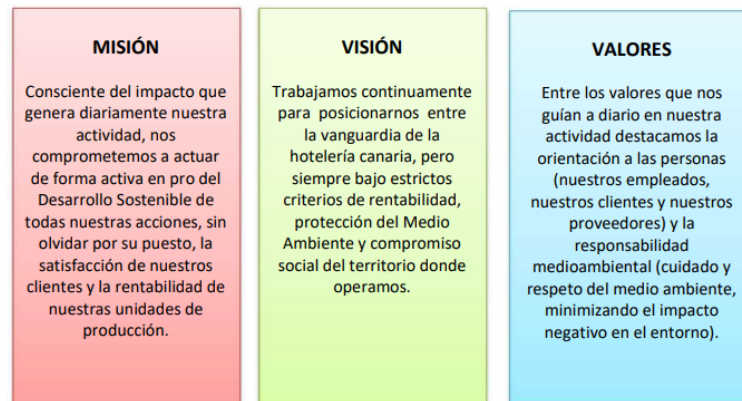 MISIÓN
Consciente del impacto que
genera diariamente nuestra
actividad, nos
comprometemos a actuar
de forma activa en pro del
Desarrollo Sostenible de
todas nuestras acciones, sin
olvidar por su puesto, la
satisfacción de nuestros
clientes y la rentabilidad de
nuestras unidades de
producción.
VISIÓN
Trabajamos continuamente
para posicionarnos entre
la vanguardia de la
hotelería canaria, pero
siempre bajo estrictos
criterios de rentabilidad,
protección del Medio
Ambiente y compromiso
social del territorio donde
operamos.
VALORES
Entre los valores que nos
guían a diario en nuestra
actividad destacamos la
orientación a las personas
(nuestros empleados,
nuestros clientes y nuestros
proveedores) y la
responsabilidad
medioambiental (cuidado y
respeto del medio ambiente,
minimizando el impacto
negativo en el entorno).